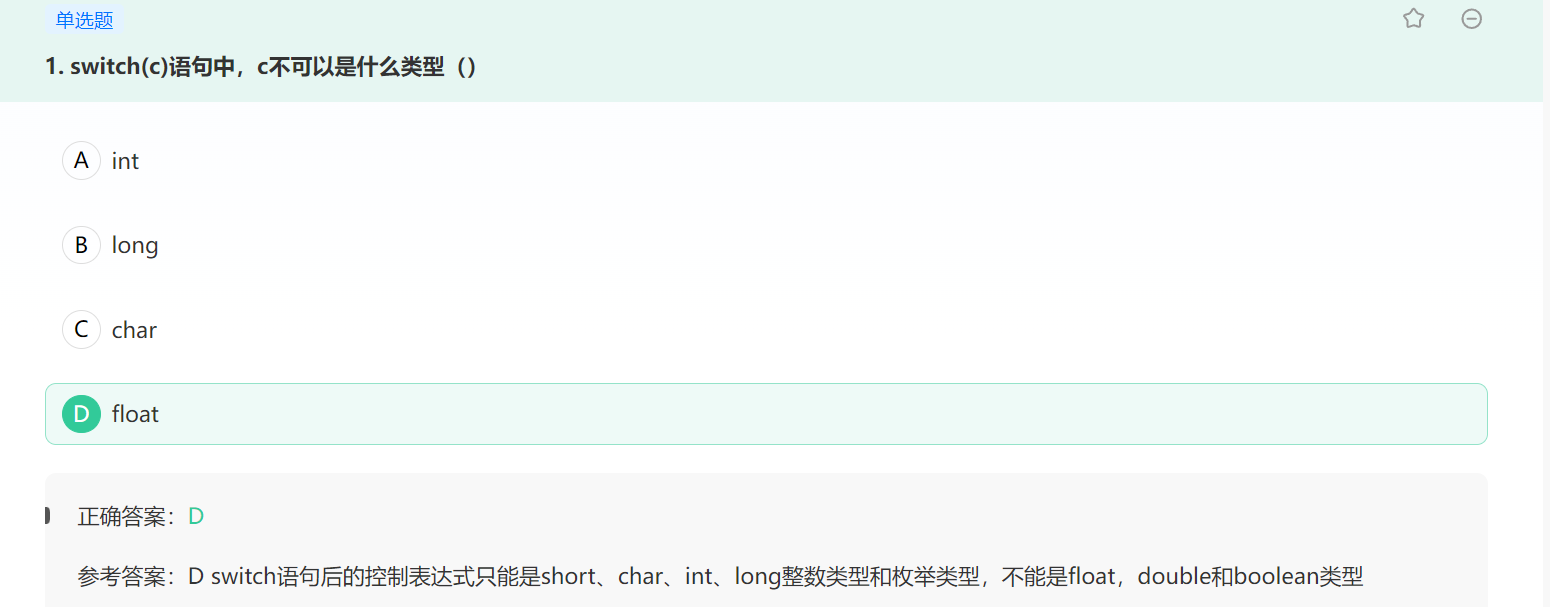 单选题
1. switch(c)语句中，c不可以是什么类型（）
A int
B long
C char
D float
正确答案：D
参考答案：D switch语句后的控制表达式只能是short、char、int、long整数类型和枚举类型，不能是float，double和boolean类型